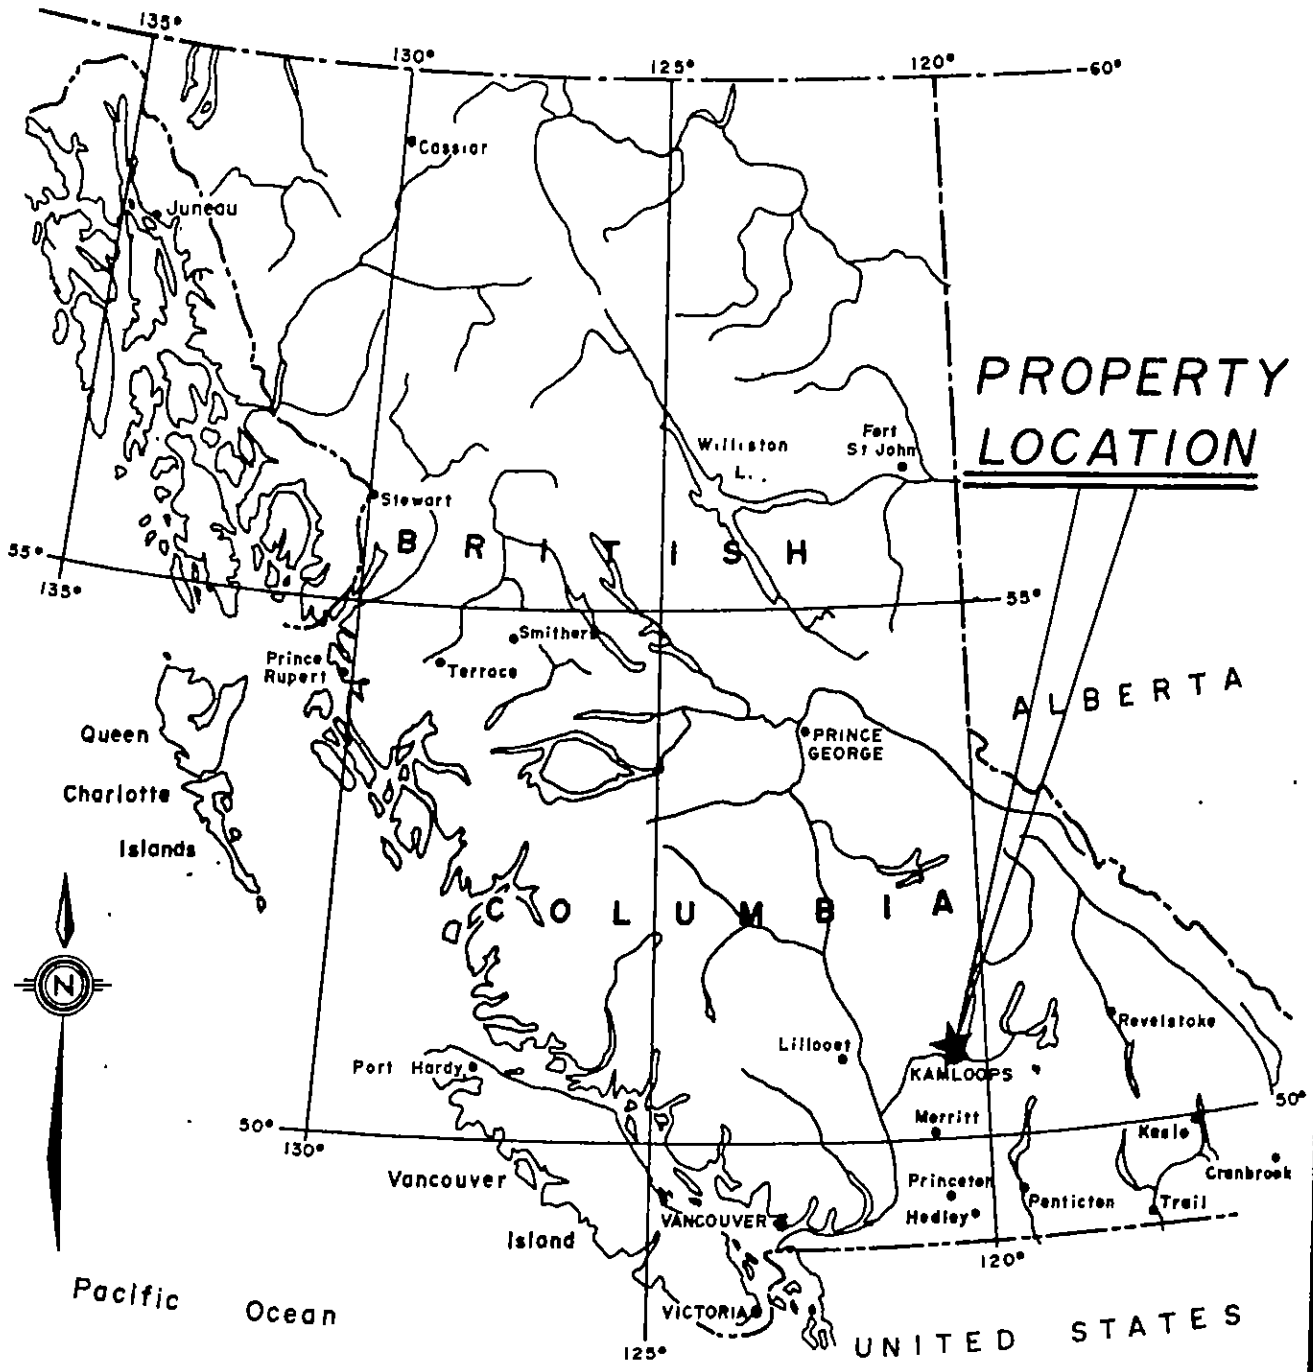 135°
130°
125°
120°
60°
Cassiar
Juneau
PROPERTY
LOCATION
Williston
L.
Fort
St John
Stewart
BRITISH
55°
135°
55°
Smithers
Terrace
Prince
Rupert
ALBERTA
PRINCE
GEORGE
Queen
Charlotte
Islands
COLUMBIA
N
Revelstoke
Lillooet
Port Hardy
KAMLOOPS
50°
130°
50°
Merritt
Kaslo
Cranbrook
Vancouver
Island
Princeton
Hedley
Penticton
Trail
VANCOUVER
120°
Pacific Ocean
VICTORIA
UNITED STATES
125°